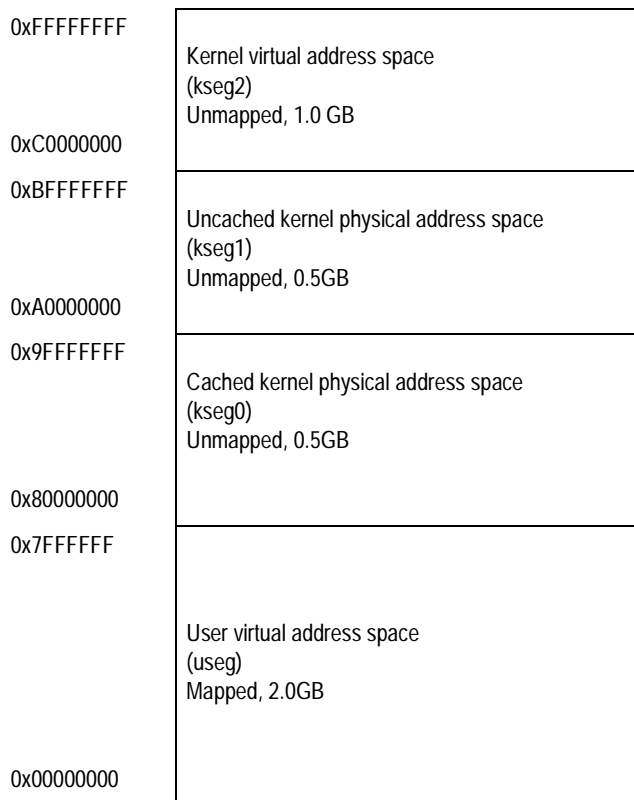 0xFFFFFFFF
Kernel virtual address space
(kseg2)
Unmapped, 1.0 GB
0xC0000000
0xBFFFFFFF
Uncached kernel physical address space
(kseg1)
Unmapped, 0.5GB
0xA0000000
0x9FFFFFFF
Cached kernel physical address space
(kseg0)
Unmapped, 0.5GB
0x80000000
0x7FFFFFF
User virtual address space
(useg)
Mapped, 2.0GB
0x00000000